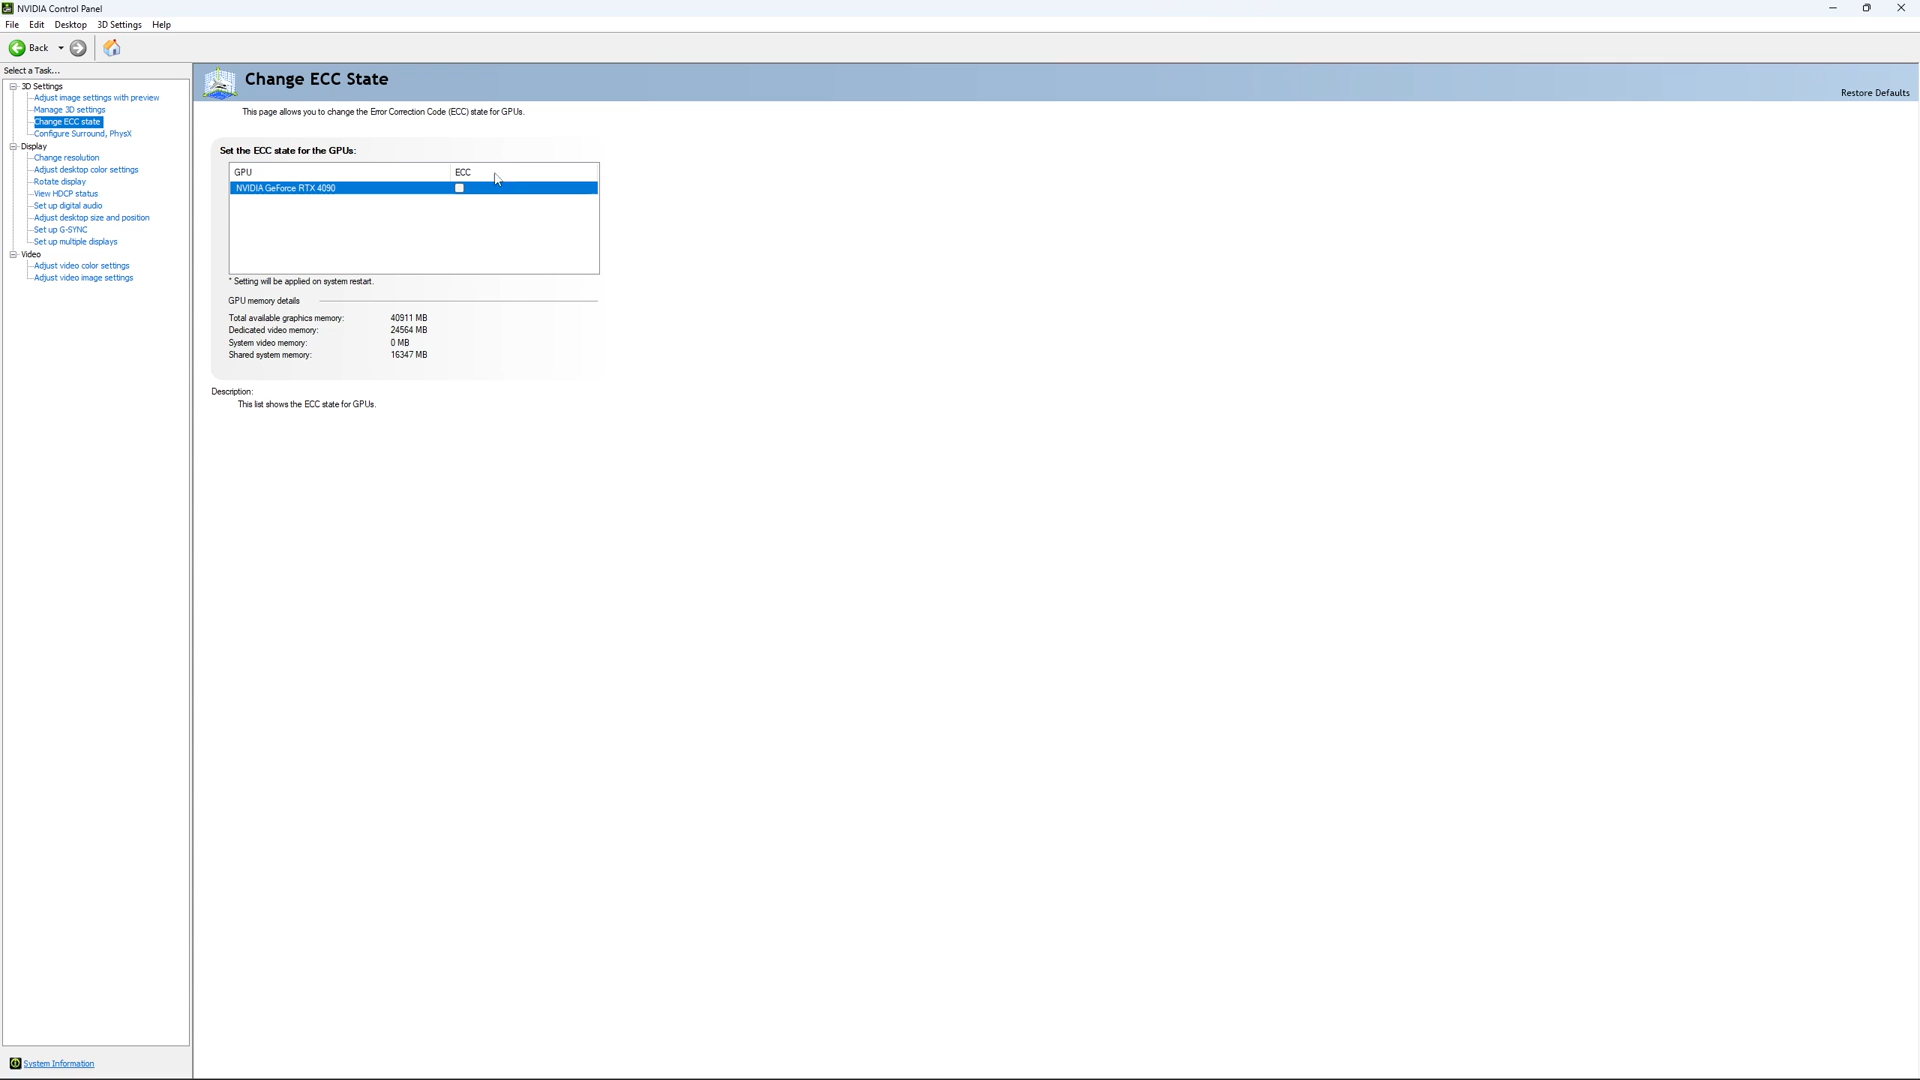 NVIDIA Control Panel
File Edit Desktop 3D Settings Help
Back
Select a Task...
3D Settings
Adjust image settings with preview
Manage 3D settings
Change ECC state
Configure Surround, PhysX
Display
Change resolution
Adjust desktop color settings
Rotate display
View HDCP status
Set up digital audio
Adjust desktop size and position
Set up G-SYNC
Set up multiple displays
Video
Adjust video color settings
Adjust video image settings
System Information
Change ECC State
Restore Defaults
This page allows you to change the Error Correction Code (ECC) state for GPUs.
Set the ECC state for the GPUs:
GPU ECC
NVIDIA GeForce RTX 4090
* Setting will be applied on system restart.
GPU memory details
Total available graphics memory: 40911 MB
Dedicated video memory: 24564 MB
System video memory: 0 MB
Shared system memory: 16347 MB
Description:
This list shows the ECC state for GPUs.